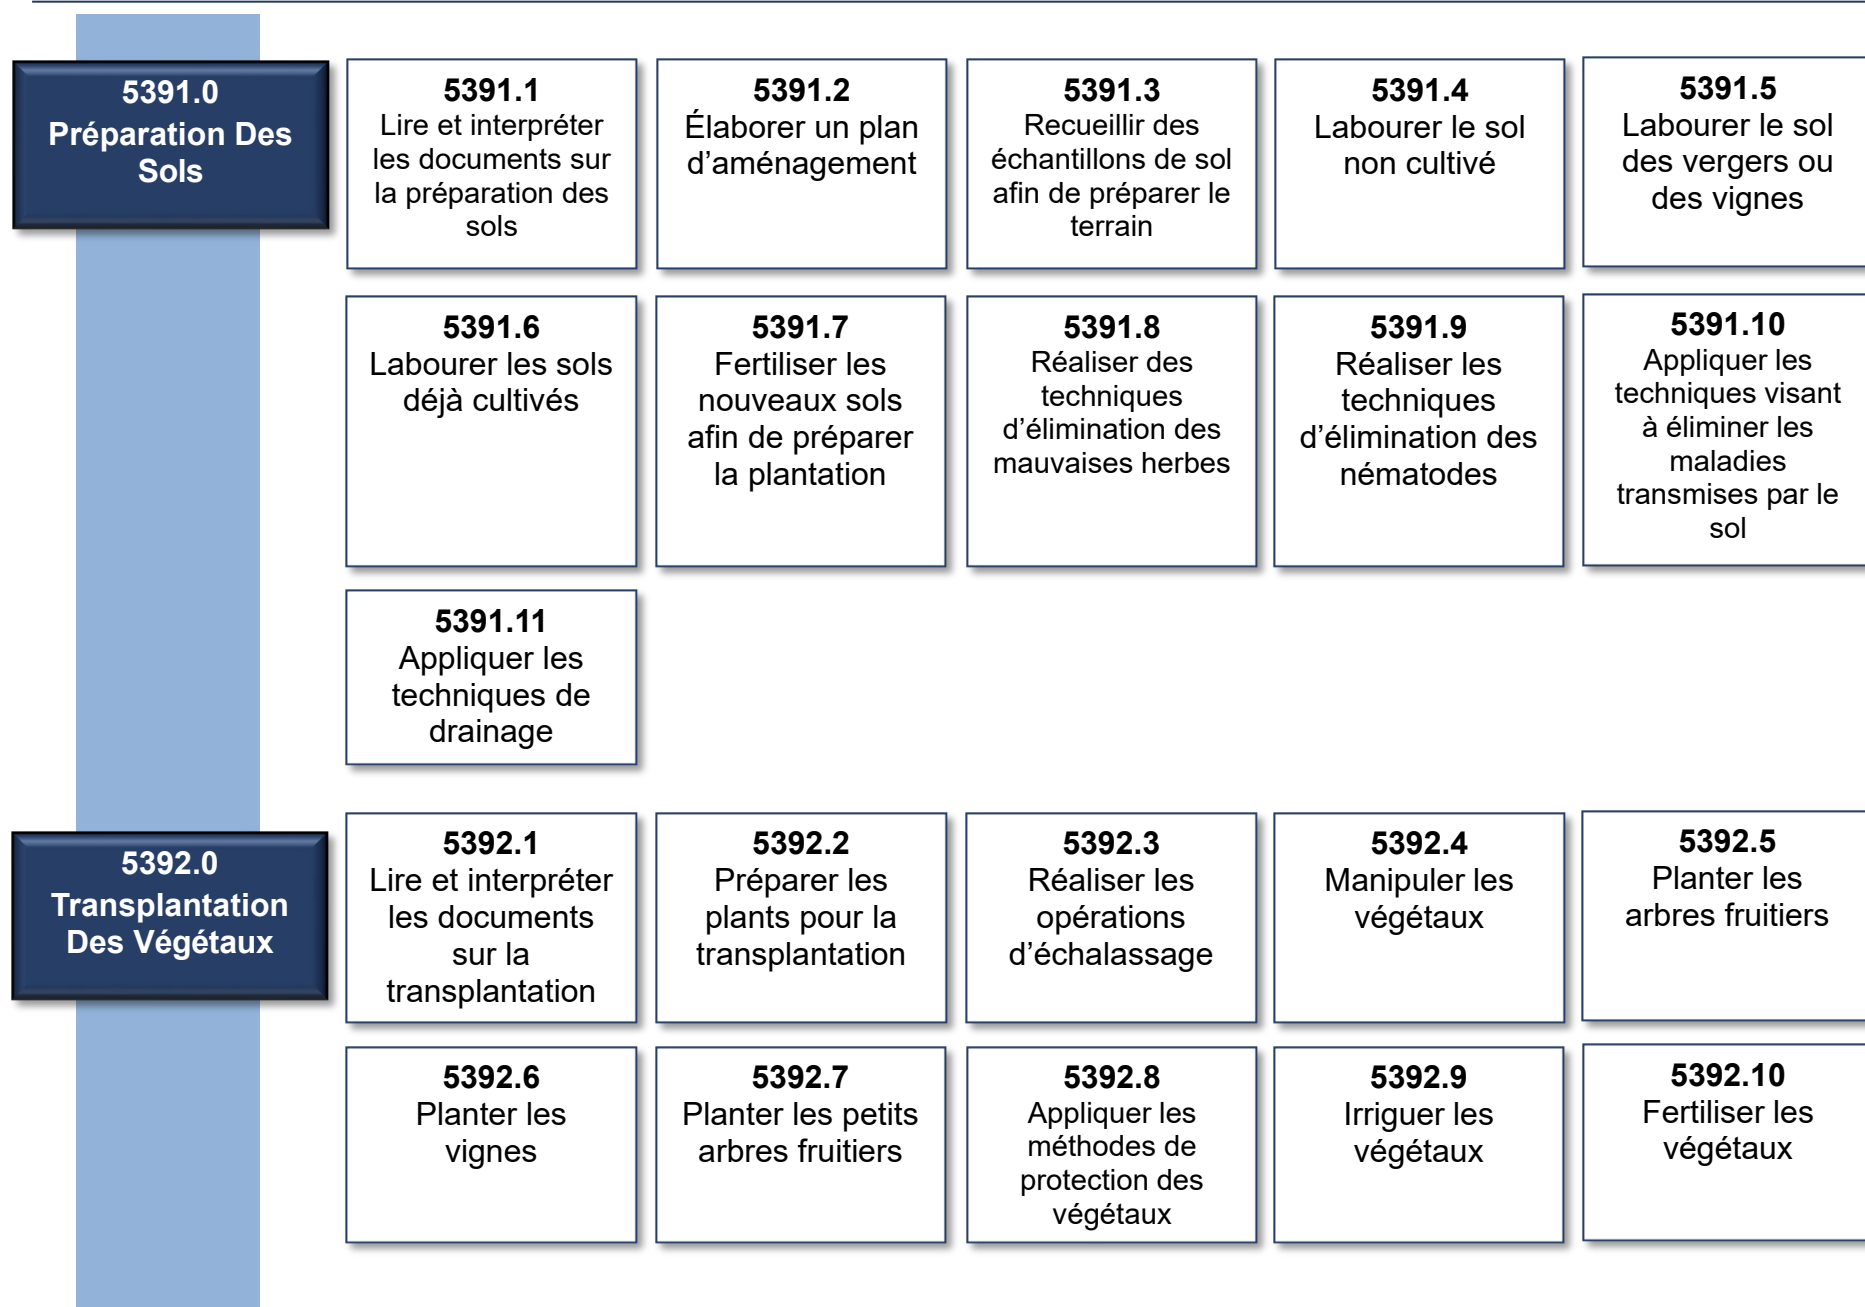 5391.0
Préparation Des
Sols
5391.1
Lire et interpréter
les documents sur
la préparation des
sols
5391.2
Élaborer un plan
d’aménagement
5391.3
Recueillir des
échantillons de sol
afin de préparer le
terrain
5391.4
Labourer le sol
non cultivé
5391.5
Labourer le sol
des vergers ou
des vignes
5391.6
Labourer les sols
déjà cultivés
5391.7
Fertiliser les
nouveaux sols
afin de préparer
la plantation
5391.8
Réaliser des
techniques
d’élimination des
mauvaises herbes
5391.9
Réaliser les
techniques
d’élimination des
nématodes
5391.10
Appliquer les
techniques visant
à éliminer les
maladies
transmises par le
sol
5391.11
Appliquer les
techniques de
drainage
5392.0
Transplantation
Des Végétaux
5392.1
Lire et interpréter
les documents
sur la
transplantation
5392.2
Préparer les
plants pour la
transplantation
5392.3
Réaliser les
opérations
d’échalassage
5392.4
Manipuler les
végétaux
5392.5
Planter les
arbres fruitiers
5392.6
Planter les
vignes
5392.7
Planter les petits
arbres fruitiers
5392.8
Appliquer les
méthodes de
protection des
végétaux
5392.9
Irriguer les
végétaux
5392.10
Fertiliser les
végétaux